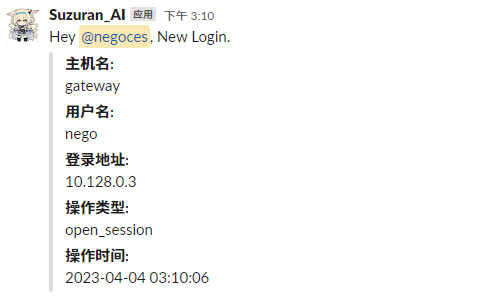 Suzuran_AI 应用 下午 3:10
Hey @negoces, New Login.
主机名:
gateway
用户名:
nego
登录地址:
10.128.0.3
操作类型:
open_session
操作时间:
2023-04-04 03:10:06